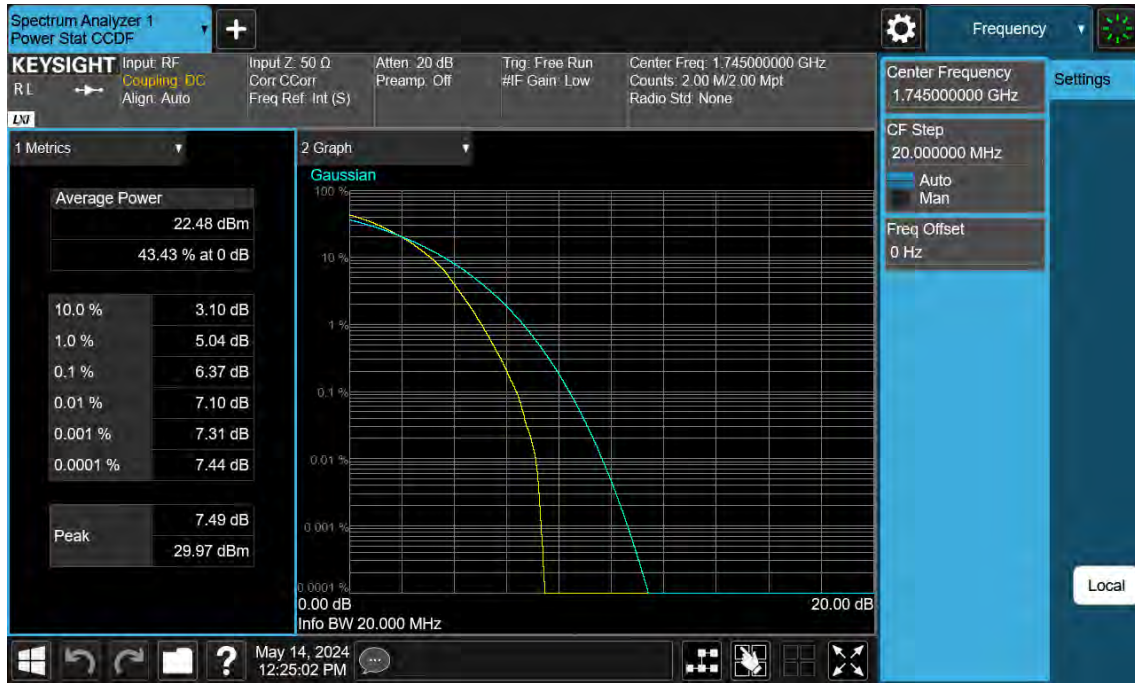 Spectrum Analyzer 1
Power Stat CCDF
Frequency
KEYSIGHT
RL
LXI
Input: RF
Coupling: DC
Align: Auto
Input Z: 50 Ω
Corr CCorr
Freq Ref: Int (S)
Atten: 20 dB
Preamp: Off
Trig: Free Run
#IF Gain: Low
Center Freq: 1.745000000 GHz
Counts: 2.00 M/2.00 Mpt
Radio Std: None
Center Frequency
1.745000000 GHz
Settings
CF Step
20.000000 MHz
Auto
Man
Freq Offset
0 Hz
1 Metrics
Average Power
22.48 dBm
43.43 % at 0 dB
10.0 % 3.10 dB
1.0 % 5.04 dB
0.1 % 6.37 dB
0.01 % 7.10 dB
0.001 % 7.31 dB
0.0001 % 7.44 dB
Peak
7.49 dB
29.97 dBm
2 Graph
Gaussian
100 %
10 %
1 %
0.1 %
0.01 %
0.001 %
0.0001 %
0.00 dB 20.00 dB
Info BW 20.000 MHz
Local
?
May 14, 2024
12:25:02 PM